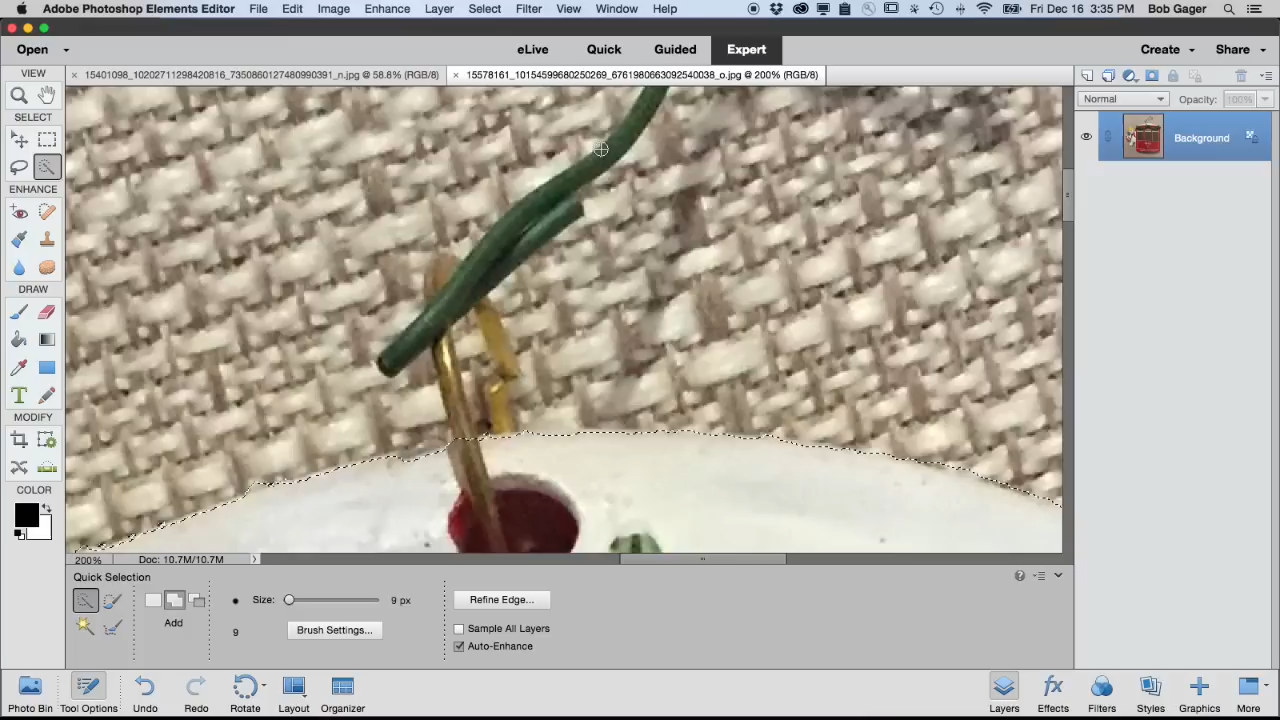 Adobe Photoshop Elements Editor File Edit Image Enhance Layer Select Filter View Window Help Fri Dec 16 3:35 PM Bob Gager
Open eLive Quick Guided Expert Create Share
VIEW
15401098_10202711298420816_7350860127480990391_n.jpg @ 58.8% (RGB/8) 15578161_10154599680250269_6761980663092540038_o.jpg @ 200% (RGB/8)
Normal Opacity: 100%
SELECT
Background
ENHANCE
DRAW
MODIFY
COLOR
200% Doc: 10.7M/10.7M
Quick Selection
Size: 9 px Refine Edge...
Add
9 Brush Settings... Sample All Layers
Auto-Enhance
Photo Bin Tool Options Undo Redo Rotate Layout Organizer Layers Effects Filters Styles Graphics More